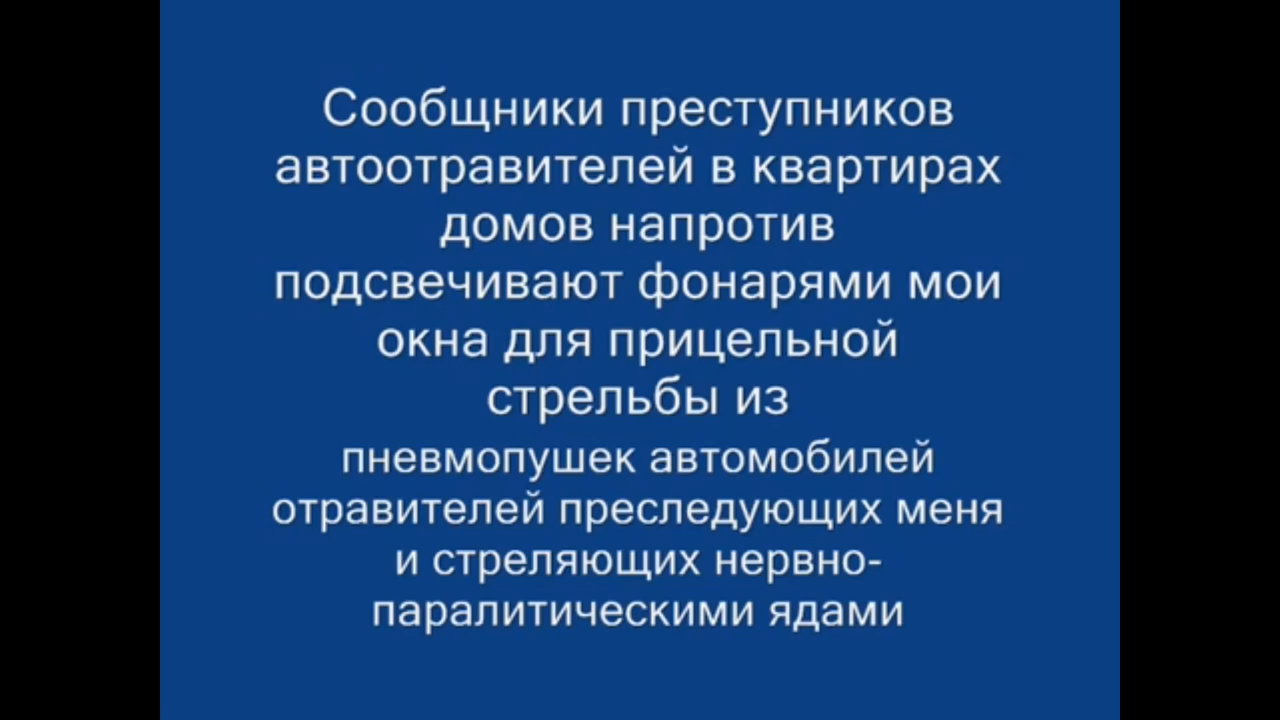 Сообщники преступников
автоотравителей в квартирах
домов напротив
подсвечивают фонарями мои
окна для прицельной
стрельбы из
пневмопушек автомобилей
отравителей преследующих меня
и стреляющих нервно-
паралитическими ядами